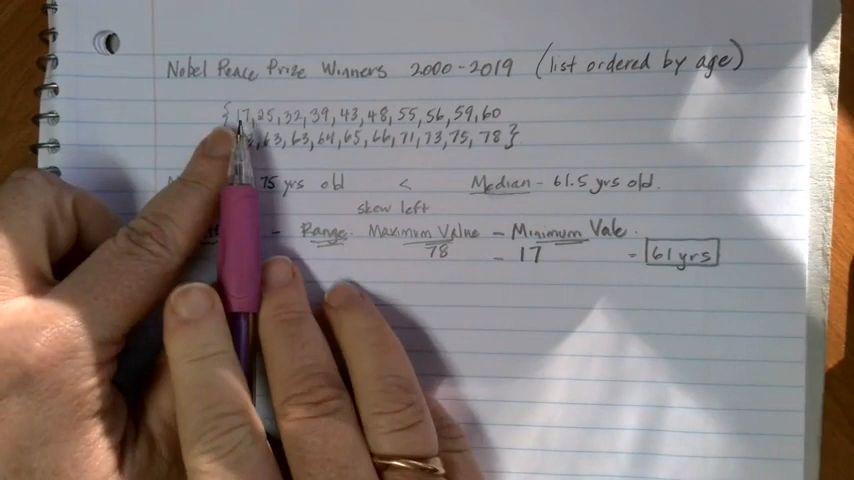 Nobel Peace Prize Winners 2000-2019 (list ordered by age)
{17, 25, 32, 39, 43, 48, 55, 56, 59, 60
63, 63, 64, 65, 66, 71, 73, 75, 78}
75 yrs old < Median - 61.5 yrs old.
skew left
- Range. Maximum Value - Minimum Vale.
78 - 17 = 61 yrs